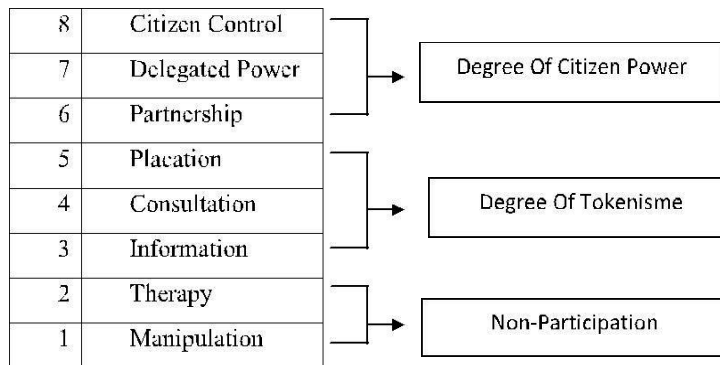 8 Citizen Control
7 Delegated Power
6 Partnership
5 Placation
4 Consultation
3 Information
2 Therapy
1 Manipulation
Degree Of Citizen Power
Degree Of Tokenisme
Non-Participation